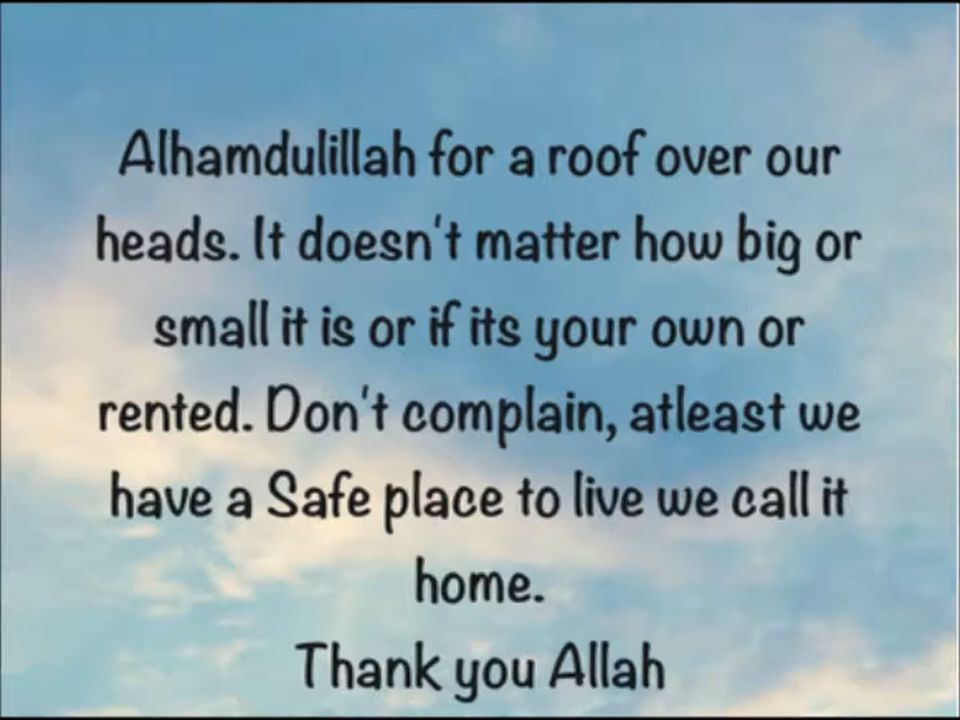 Alhamdulillah for a roof over our
heads. It doesn't matter how big or
small it is or if its your own or
rented. Don't complain, atleast we
have a Safe place to live we call it
home.
Thank you Allah